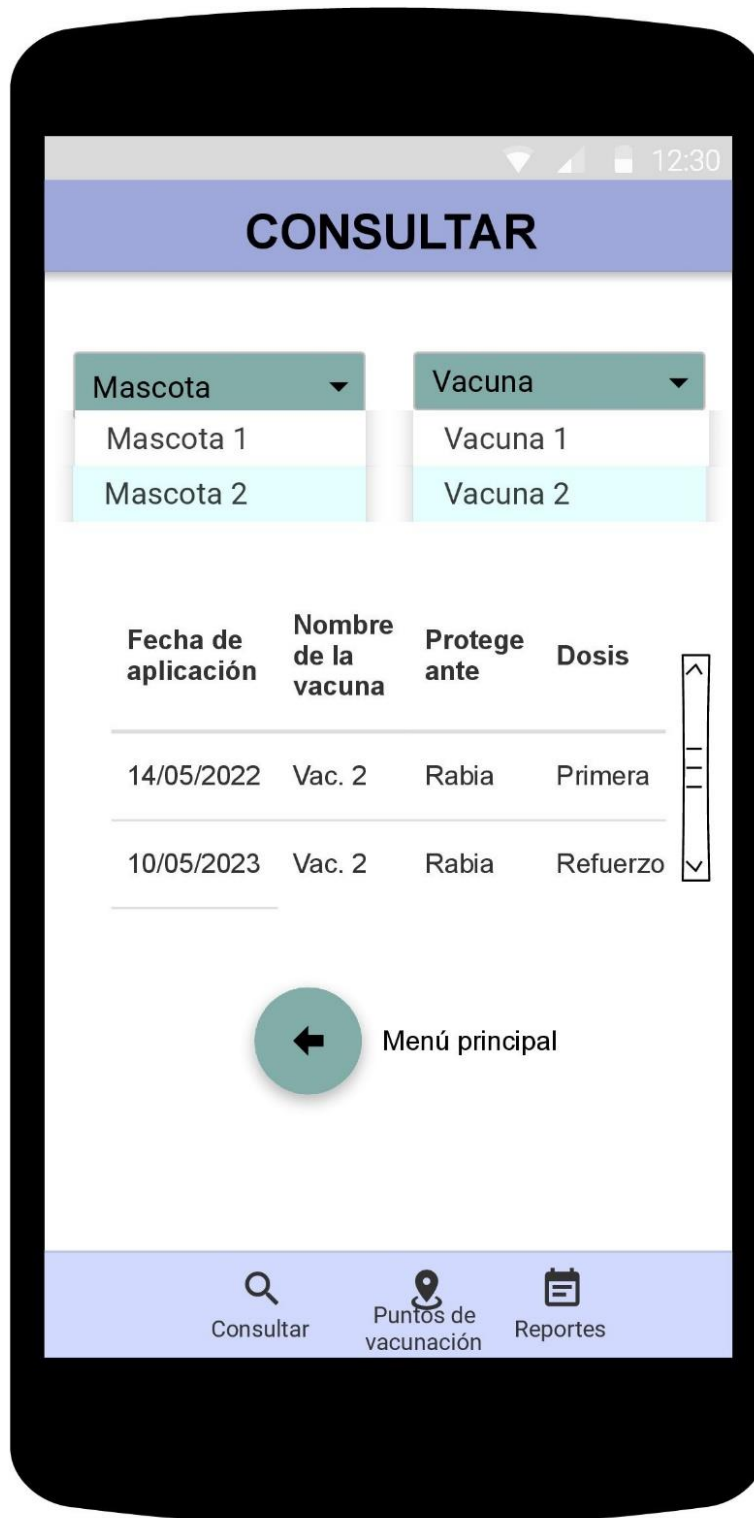 12:30
CONSULTAR
Mascota
Vacuna
Mascota 1
Vacuna 1
Mascota 2
Vacuna 2
Fecha de
aplicación
Nombre
de la
vacuna
Protege
ante
Dosis
14/05/2022 Vac. 2 Rabia Primera
10/05/2023 Vac. 2 Rabia Refuerzo
Menú principal
Consultar
Puntos de
vacunación
Reportes